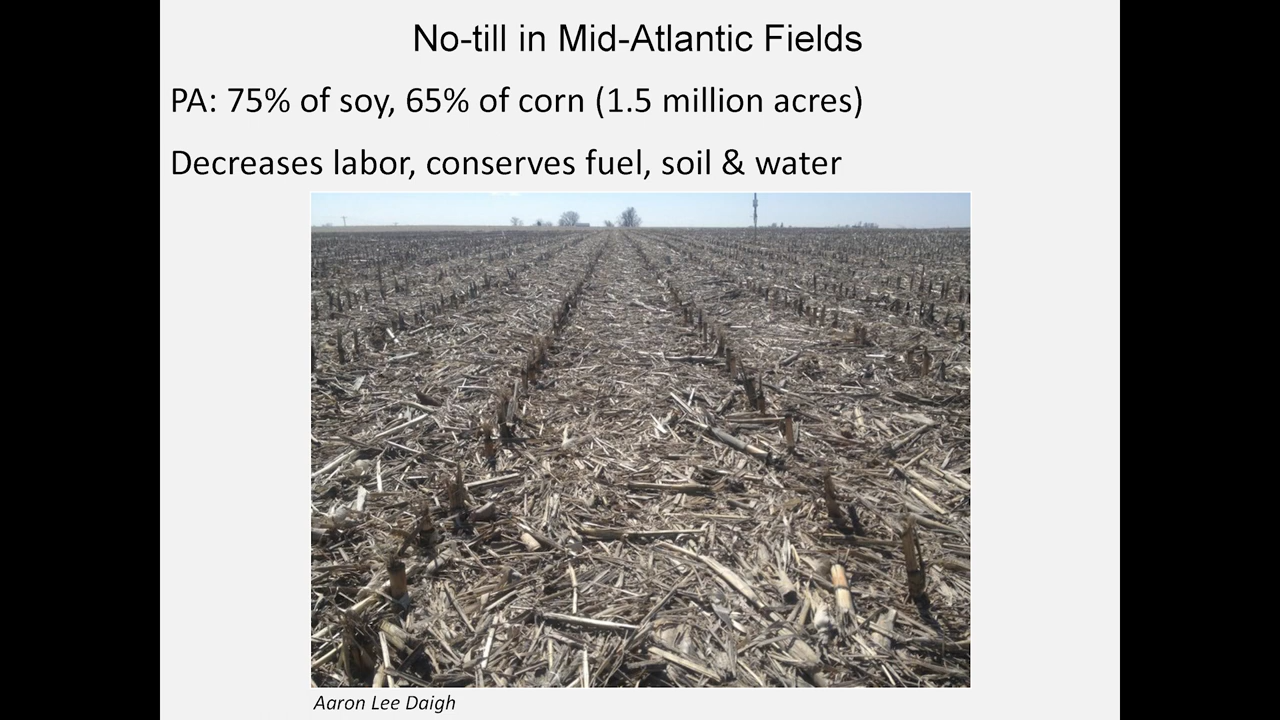 No-till in Mid-Atlantic Fields
PA: 75% of soy, 65% of corn (1.5 million acres)
Decreases labor, conserves fuel, soil & water
Aaron Lee Daigh